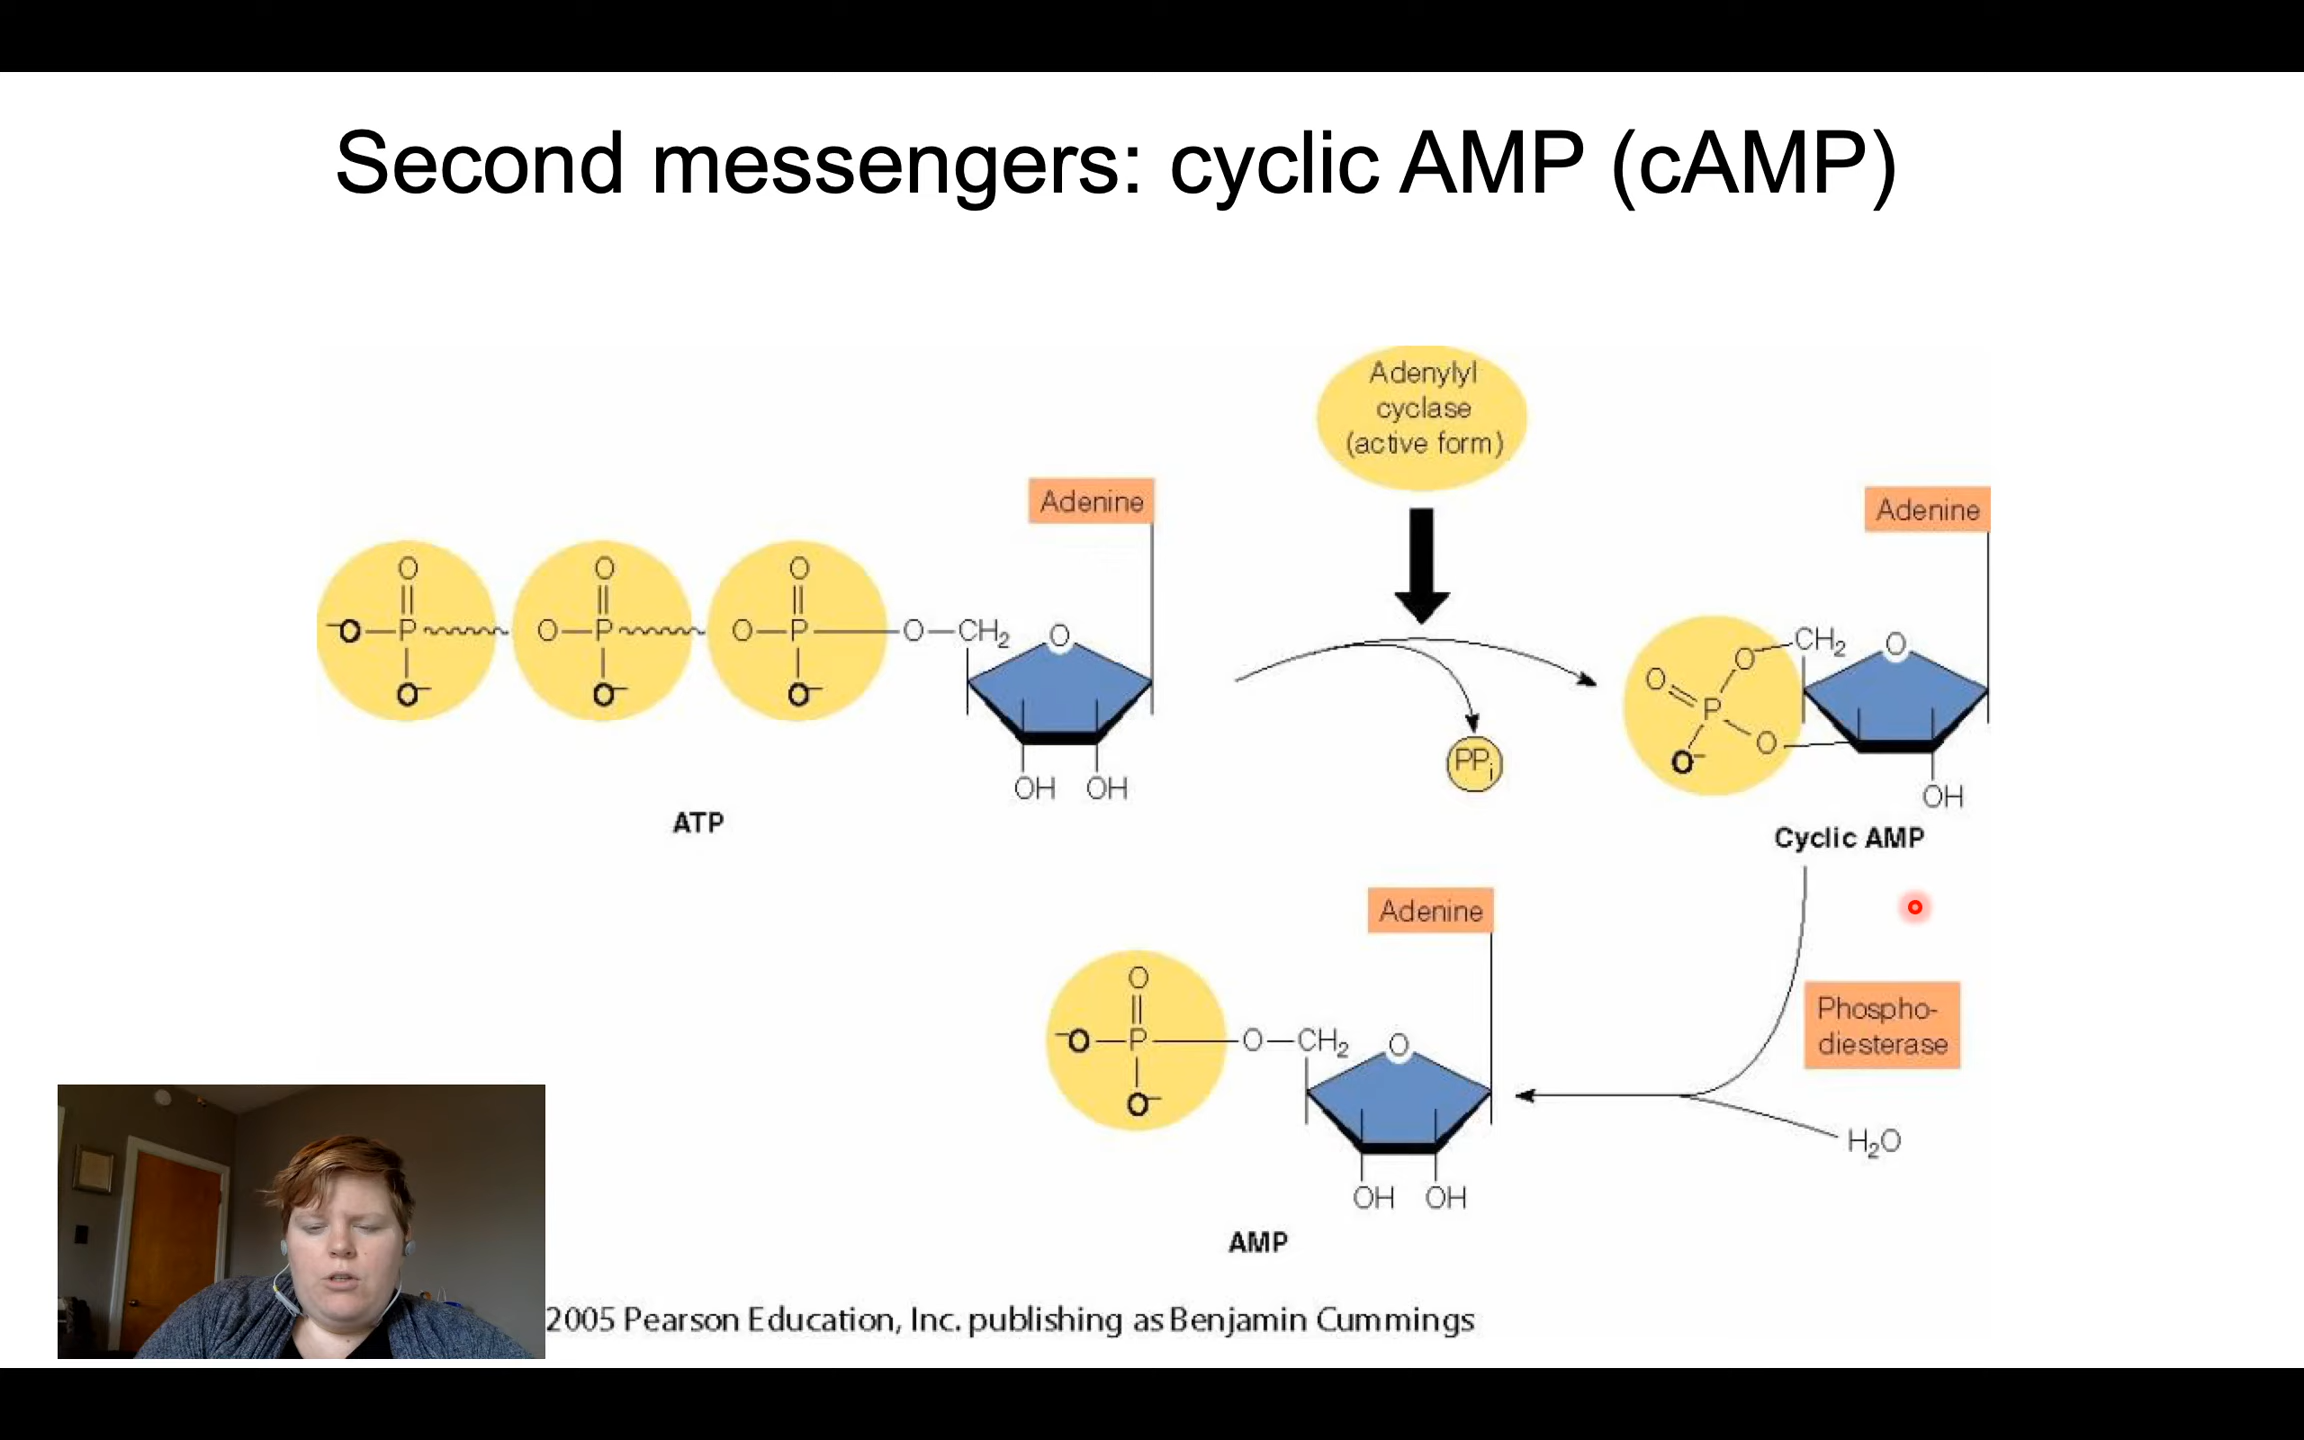 Second messengers: cyclic AMP (cAMP)
Adenylyl
cyclase
(active form)
Adenine
Adenine
O O O
⁻O—P O—P O—P—O—CH₂ O
O⁻ O⁻ O⁻
OH OH
ATP
PPᵢ
O CH₂ O
O
P
O
O⁻
OH
Cyclic AMP
Adenine
Phospho-
diesterase
H₂O
O
⁻O—P—O—CH₂ O
O⁻
OH OH
AMP
2005 Pearson Education, Inc. publishing as Benjamin Cummings